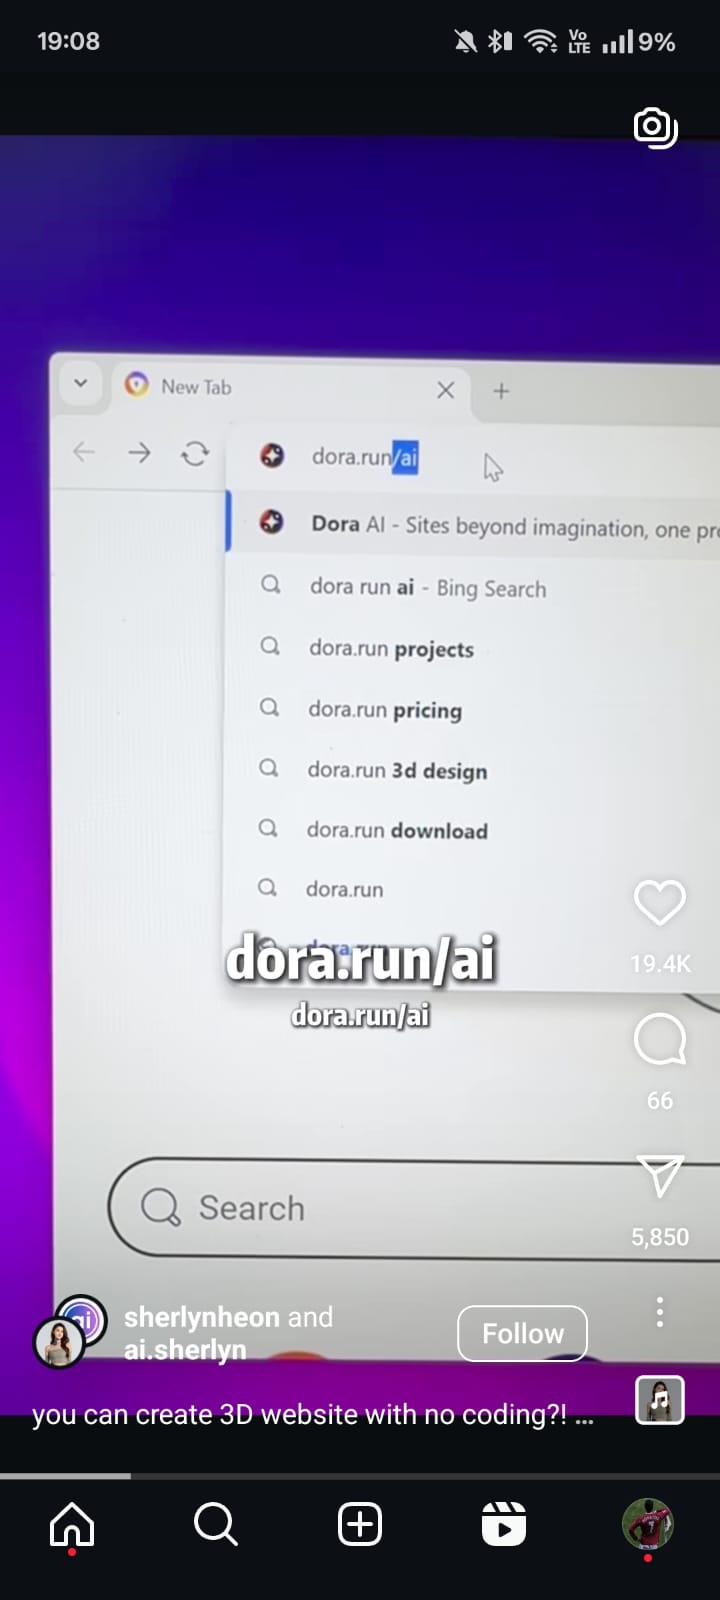 19:08
Vo
LTE
9%
New Tab
dora.run/ai
Dora AI - Sites beyond imagination, one
dora run ai - Bing Search
dora.run projects
dora.run pricing
dora.run 3d design
dora.run download
dora.run
dora.run/ai
dora.run/ai
19.4K
66
5,850
Search
sherlynheon and
ai.sherlyn
Follow
you can create 3D website with no coding?! ...